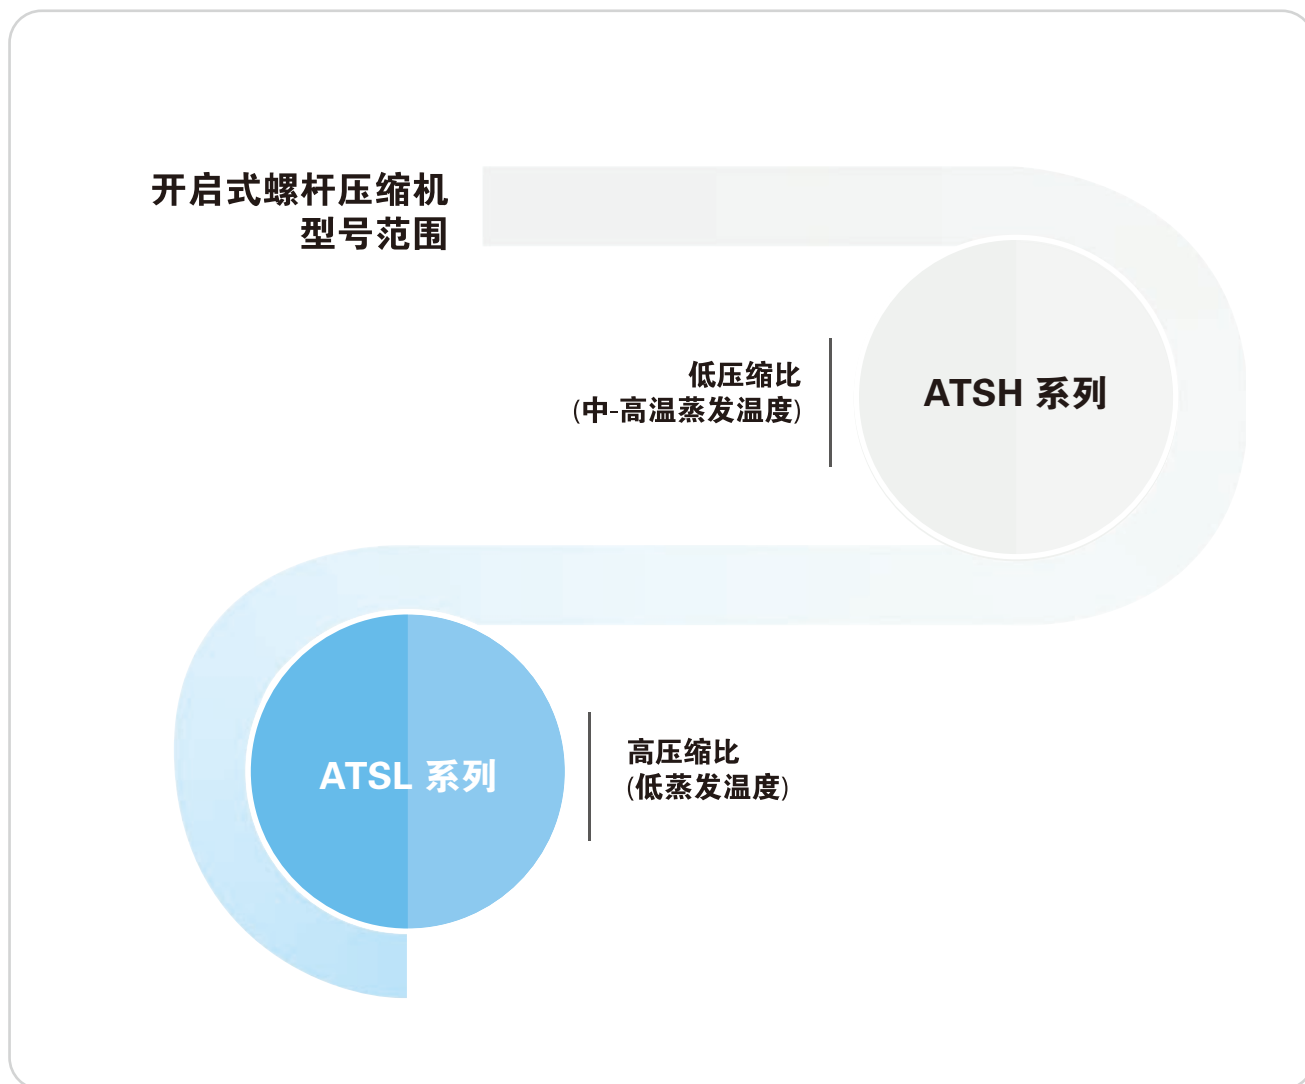 开启式螺杆压缩机
型号范围
低压缩比
(中-高温蒸发温度)
ATSH 系列
ATSL 系列
高压缩比
(低蒸发温度)